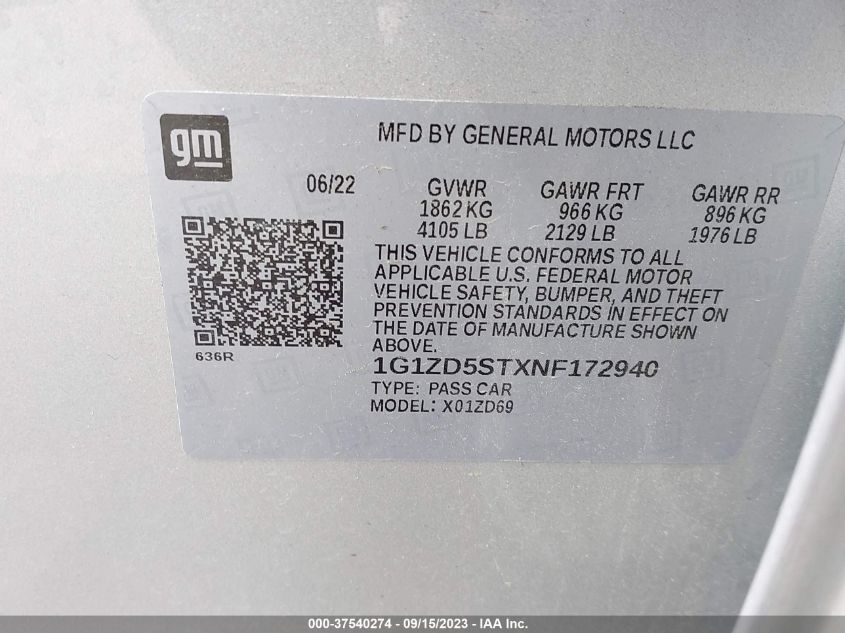 gm
MFD BY GENERAL MOTORS LLC
06/22 GVWR GAWR FRT GAWR RR
1862 KG 966 KG 896 KG
4105 LB 2129 LB 1976 LB
THIS VEHICLE CONFORMS TO ALL
APPLICABLE U.S. FEDERAL MOTOR
VEHICLE SAFETY, BUMPER, AND THEFT
PREVENTION STANDARDS IN EFFECT ON
THE DATE OF MANUFACTURE SHOWN
ABOVE.
636R
1G1ZD5STXNF172940
TYPE: PASS CAR
MODEL: X01ZD69
000-37540274 - 09/15/2023 - IAA Inc.